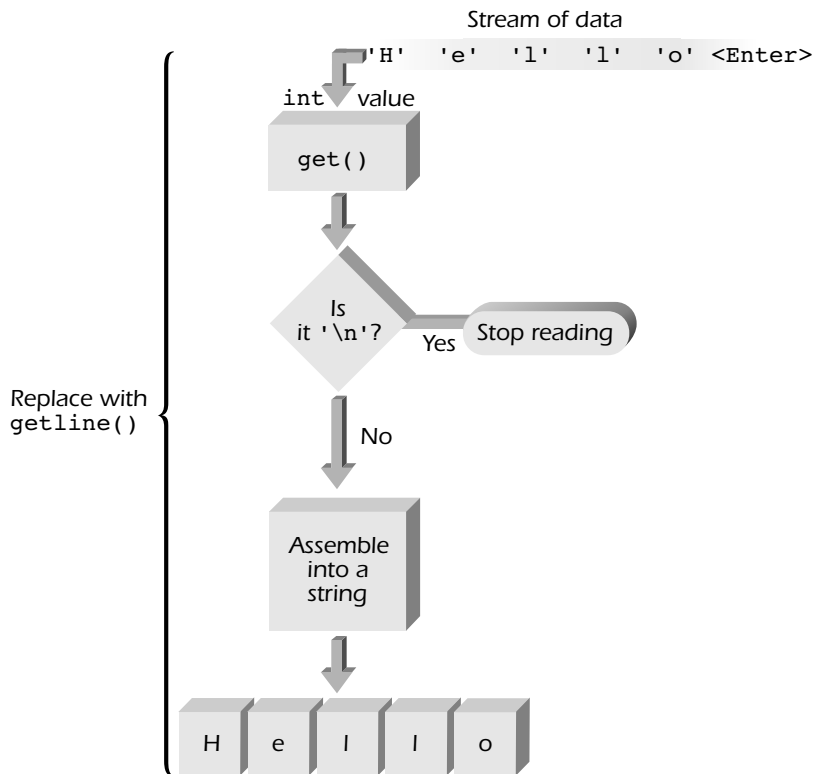 Stream of data
'H' 'e' 'l' 'l' 'o' <Enter>
int value
get()
Is
it '\n'?
Yes
Stop reading
Replace with
getline()
No
Assemble
into a
string
H e l l o